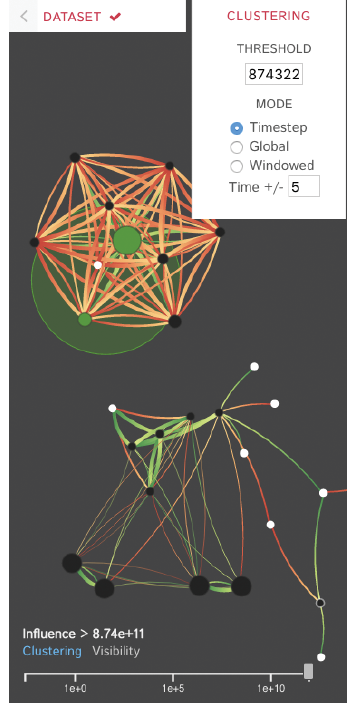 DATASET
CLUSTERING
THRESHOLD
874322
MODE
Timestep
Global
Windowed
Time +/- 5
Influence > 8.74e+11
Clustering Visibility
1e+0 1e+5 1e+10